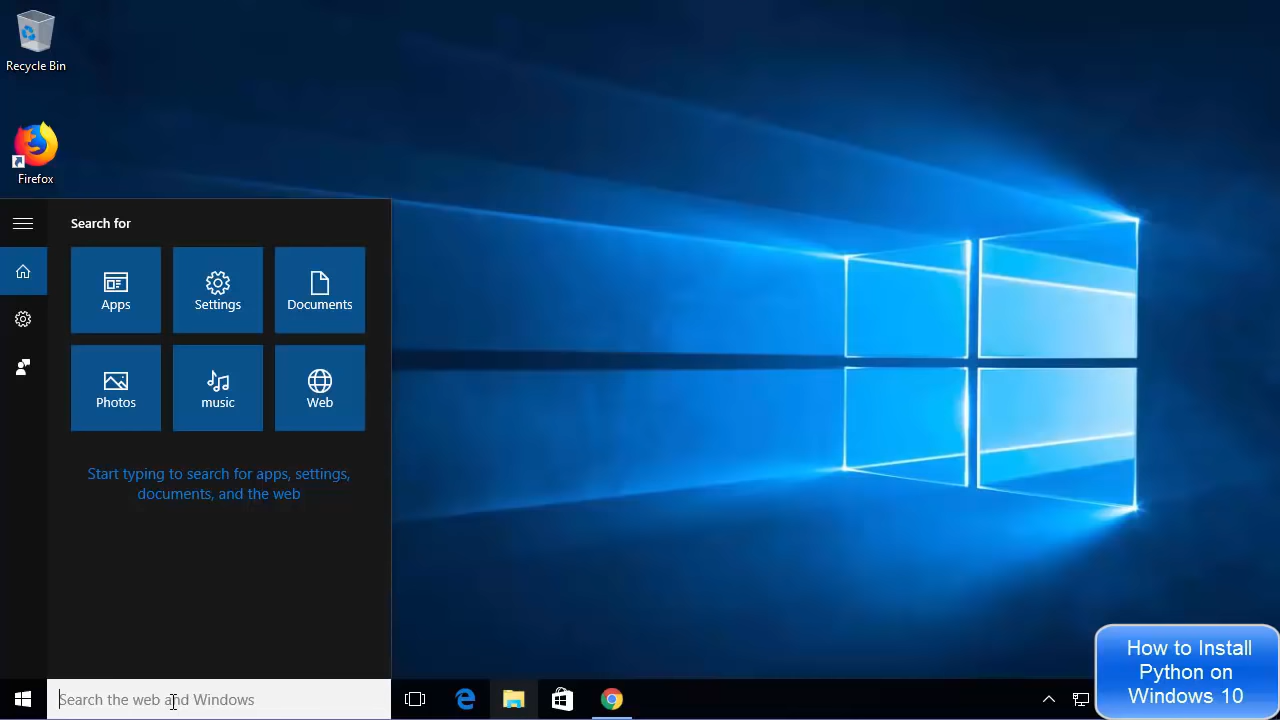 Recycle Bin
Firefox
Search for
Apps
Settings
Documents
Photos
music
Web
Start typing to search for apps, settings,
documents, and the web
Search the web and Windows
How to Install
Python on
Windows 10